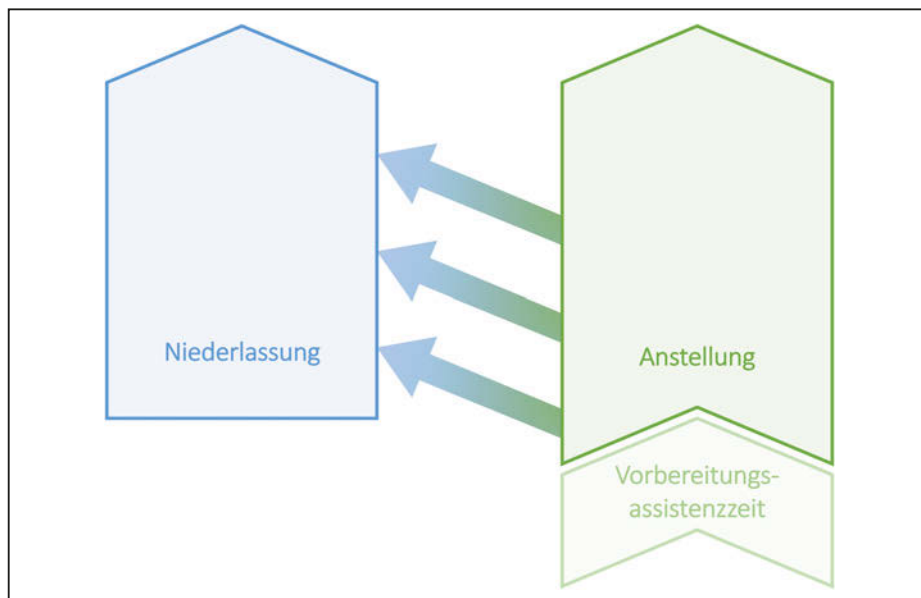 Niederlassung
Anstellung
Vorbereitungs-
assistenzzeit